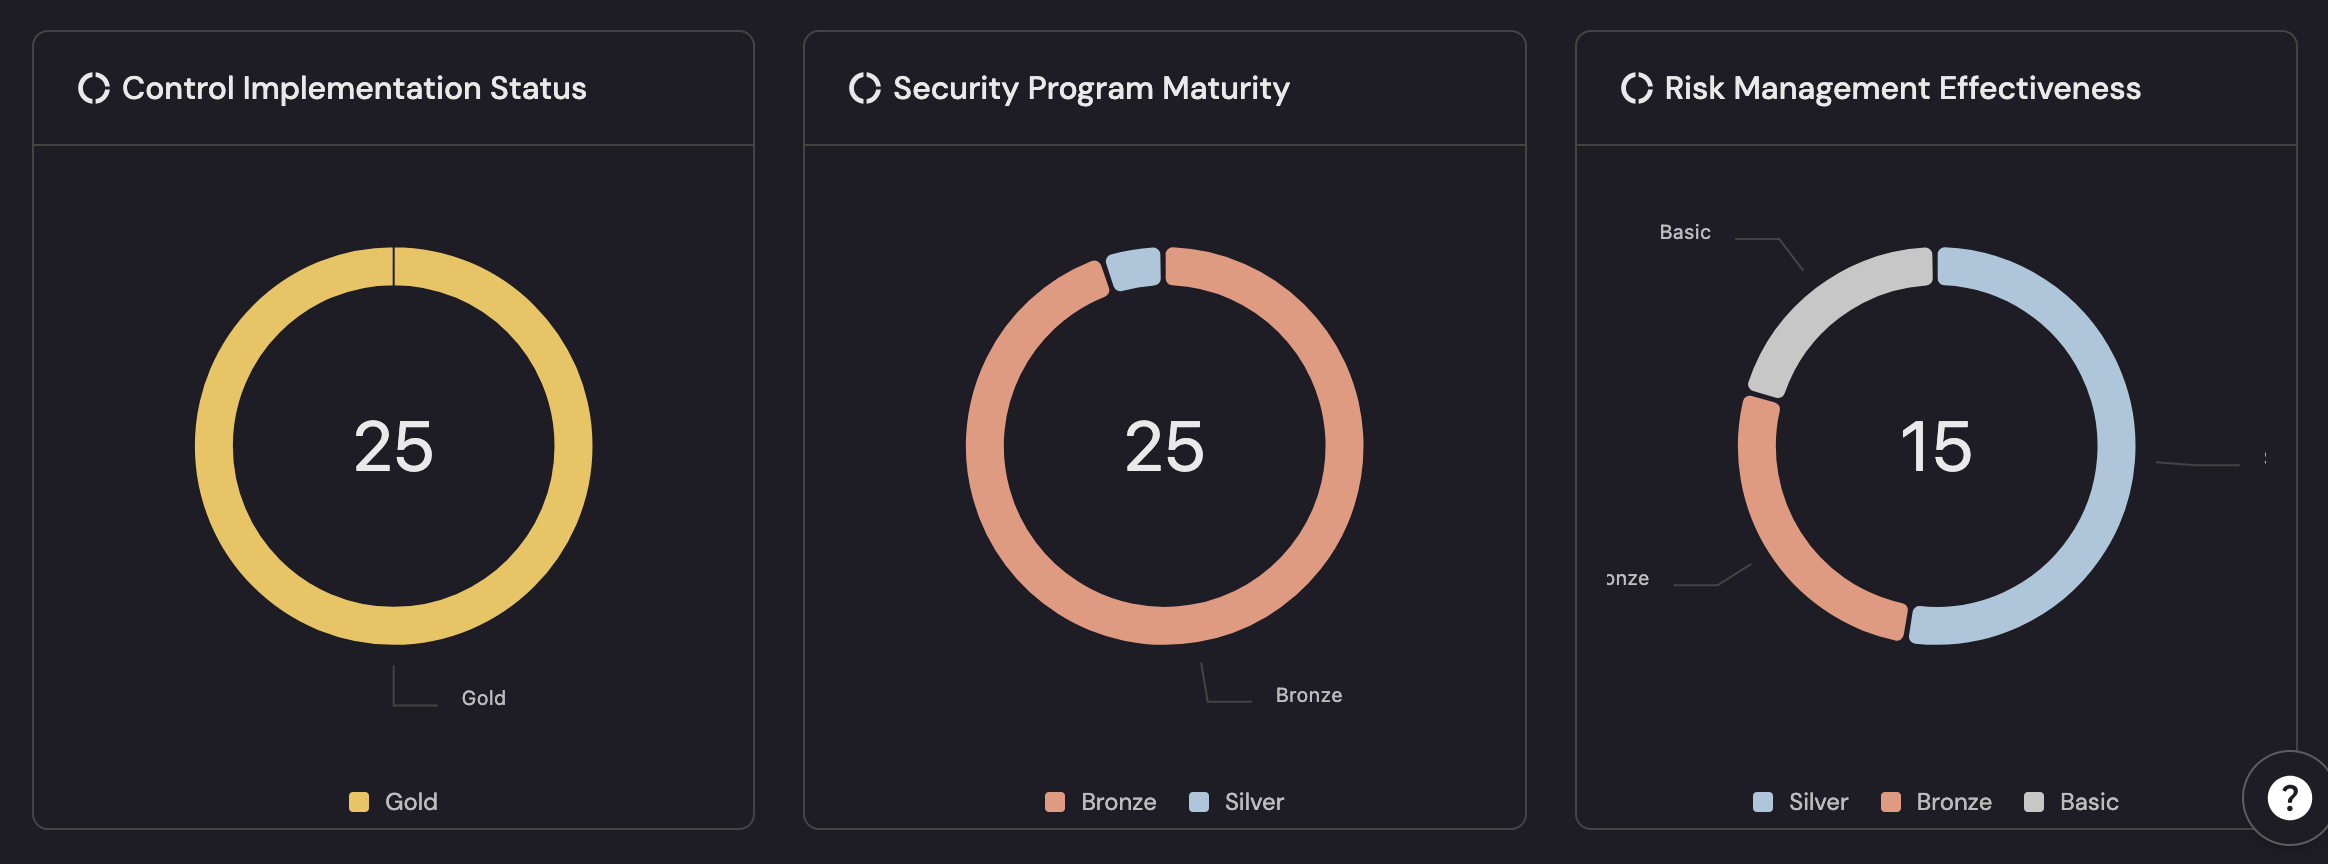 Control Implementation Status
25
Gold
Gold
Security Program Maturity
25
Bronze
Bronze
Silver
Risk Management Effectiveness
Basic
15
onze
Silver
Bronze
Basic
?